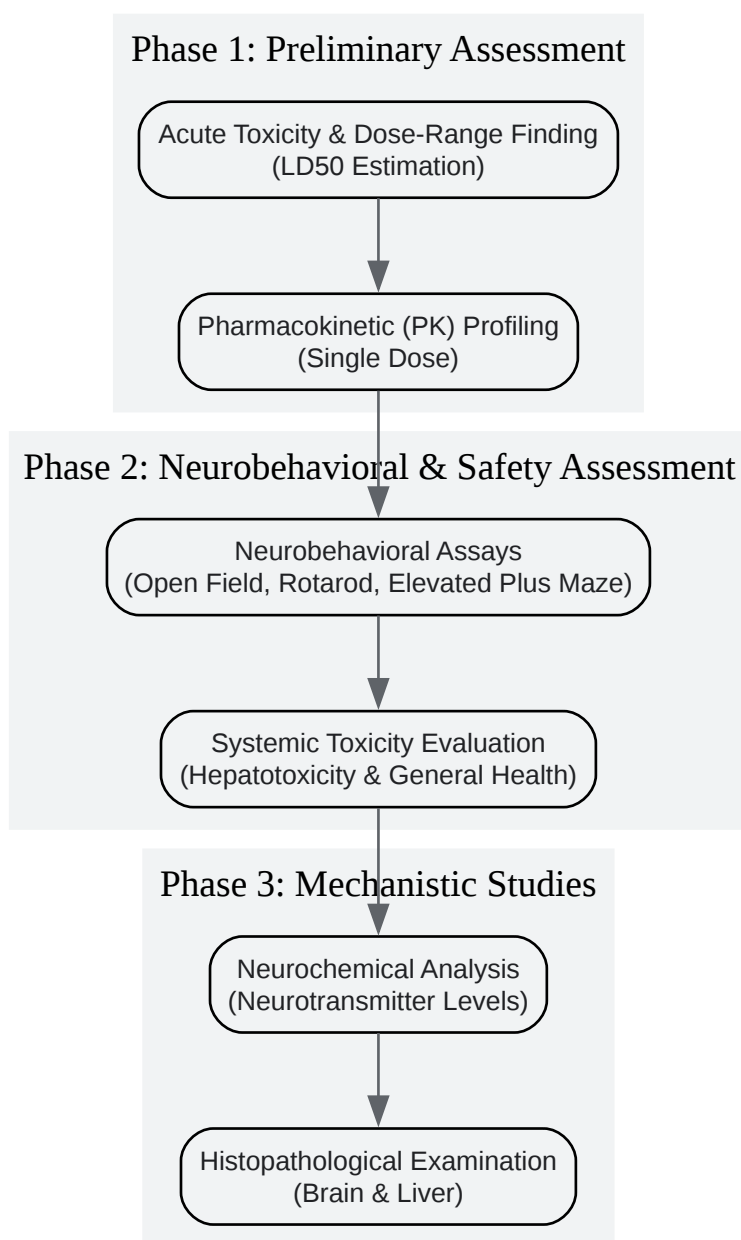 Phase 1: Preliminary Assessment
Acute Toxicity & Dose-Range Finding
(LD50 Estimation)
Pharmacokinetic (PK) Profiling
(Single Dose)
Phase 2: Neurobehavioral & Safety Assessment
Neurobehavioral Assays
(Open Field, Rotarod, Elevated Plus Maze)
Systemic Toxicity Evaluation
(Hepatotoxicity & General Health)
Phase 3: Mechanistic Studies
Neurochemical Analysis
(Neurotransmitter Levels)
Histopathological Examination
(Brain & Liver)